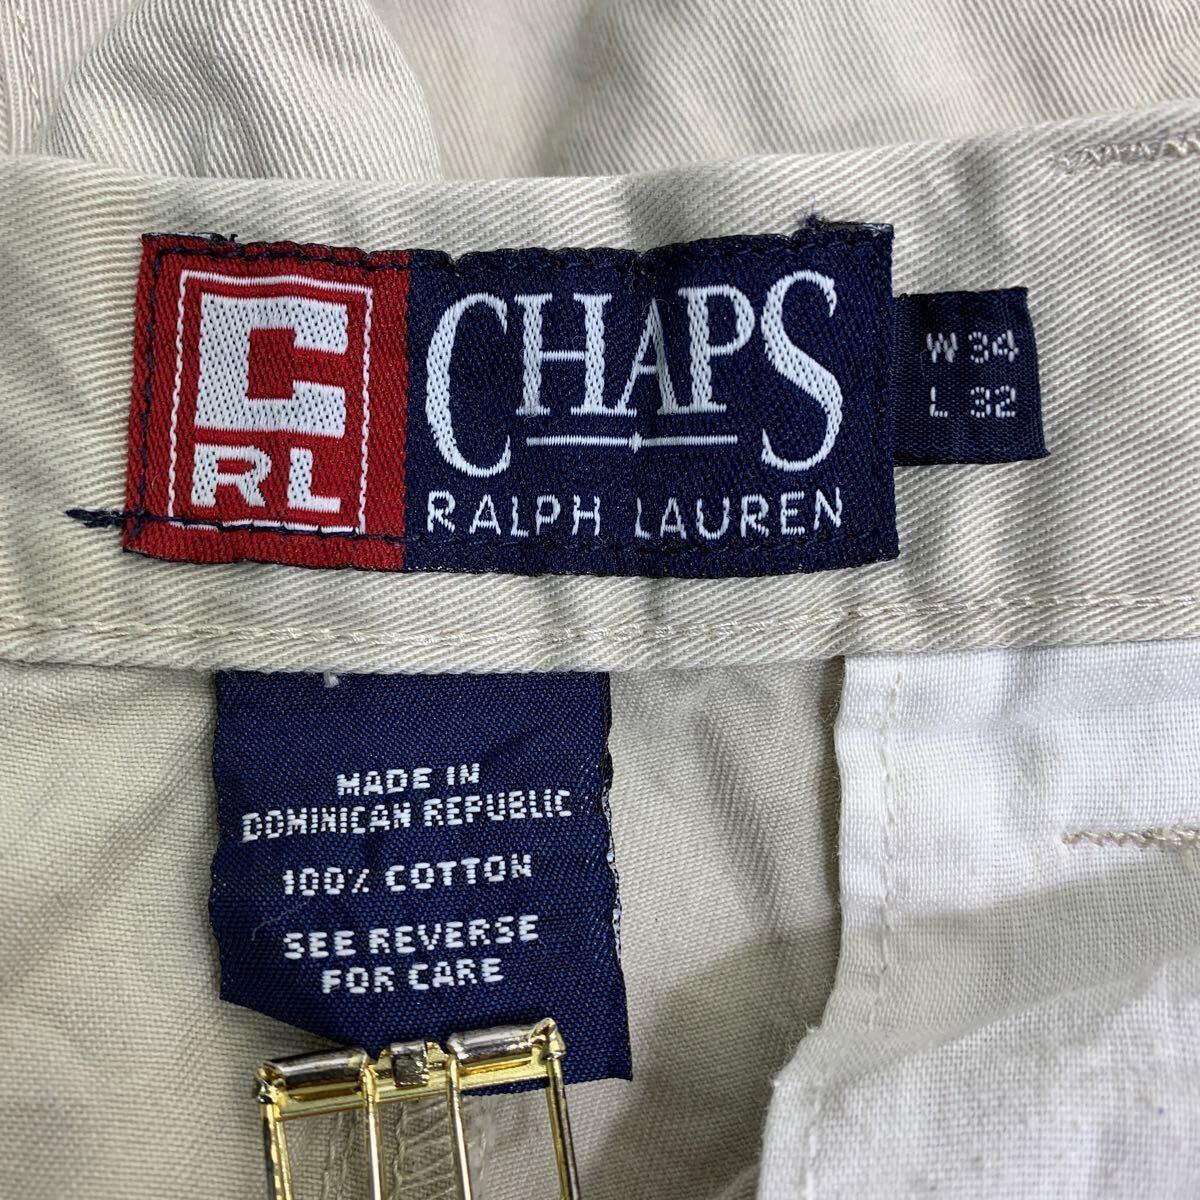 C
RL
CHAPS
RALPH LAUREN
W 34
L 32
MADE IN
DOMINICAN REPUBLIC
100% COTTON
SEE REVERSE
FOR CARE